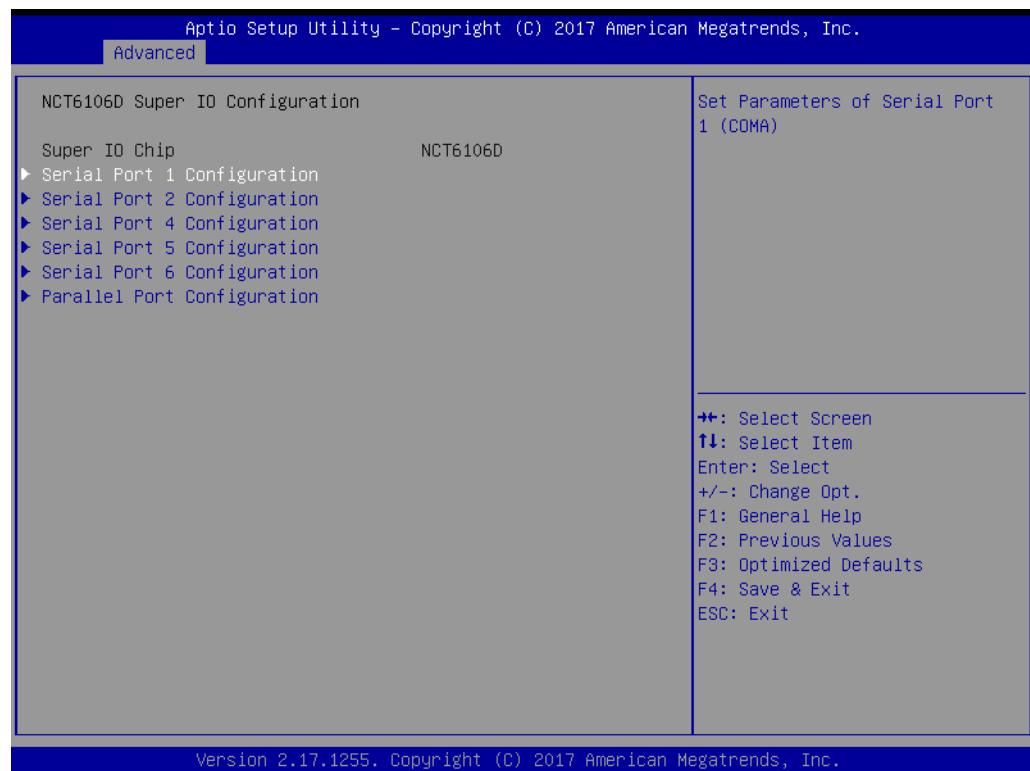 Aptio Setup Utility – Copyright (C) 2017 American Megatrends, Inc.
Advanced
NCT6106D Super IO Configuration
Super IO Chip NCT6106D
▶ Serial Port 1 Configuration
▶ Serial Port 2 Configuration
▶ Serial Port 4 Configuration
▶ Serial Port 5 Configuration
▶ Serial Port 6 Configuration
▶ Parallel Port Configuration
Set Parameters of Serial Port
1 (COMA)
→←: Select Screen
↑↓: Select Item
Enter: Select
+/-: Change Opt.
F1: General Help
F2: Previous Values
F3: Optimized Defaults
F4: Save & Exit
ESC: Exit
Version 2.17.1255. Copyright (C) 2017 American Megatrends, Inc.